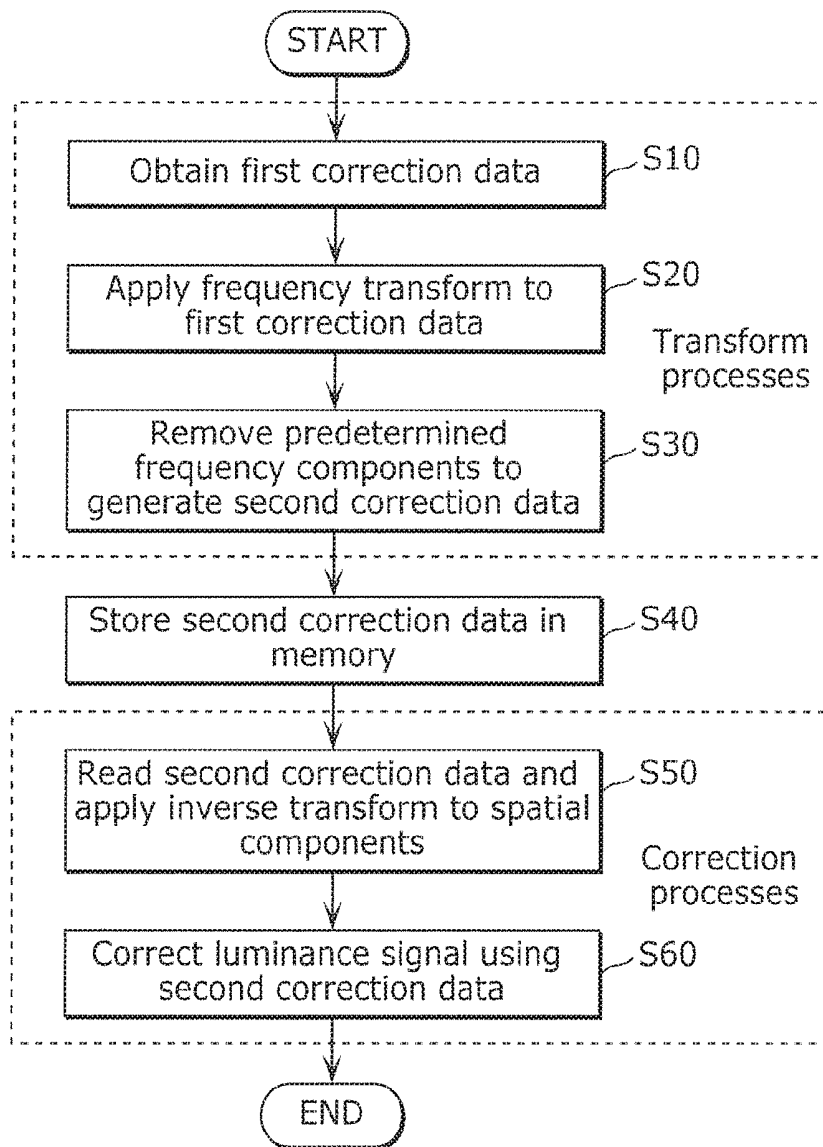 START
Obtain first correction data
S10
Apply frequency transform to
first correction data
S20
Transform
processes
Remove predetermined
frequency components to
generate second correction data
S30
Store second correction data in
memory
S40
Read second correction data and
apply inverse transform to spatial
components
S50
Correction
processes
Correct luminance signal using
second correction data
S60
END